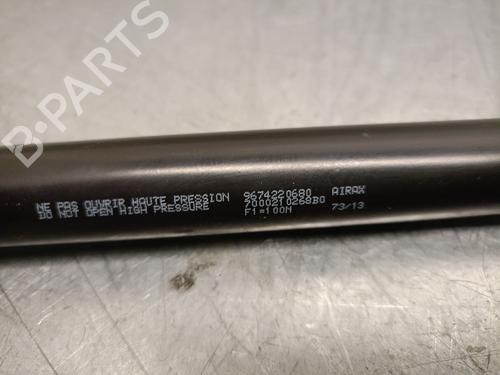 NE PAS OUVRIR HAUTE PRESSION 9674220680 AIRAX
DO NOT OPEN HIGH PRESSURE 70002T0268B0 73/13
F1=100N
B-PARTS